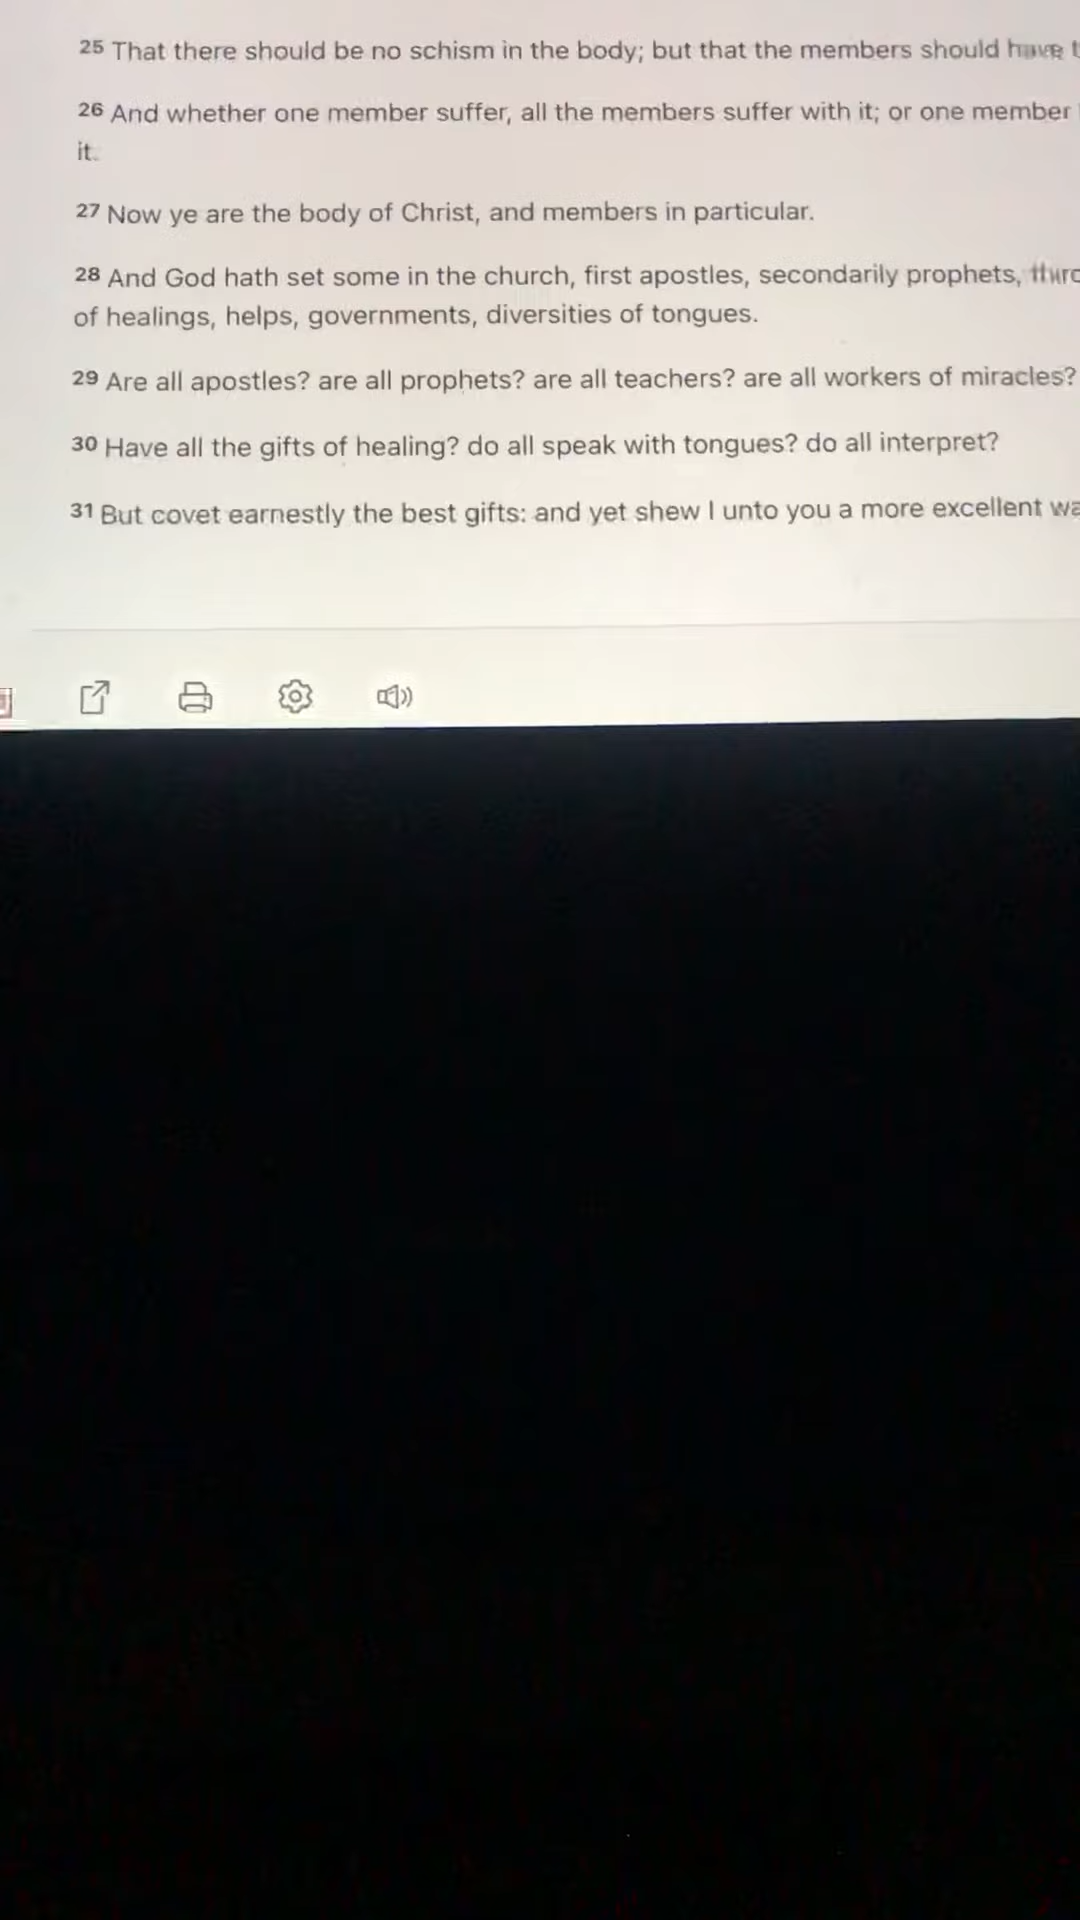 25 That there should be no schism in the body; but that the members should have
26 And whether one member suffer, all the members suffer with it; or one member
it.
27 Now ye are the body of Christ, and members in particular.
28 And God hath set some in the church, first apostles, secondarily prophets,
of healings, helps, governments, diversities of tongues.
29 Are all apostles? are all prophets? are all teachers? are all workers of miracles?
30 Have all the gifts of healing? do all speak with tongues? do all interpret?
31 But covet earnestly the best gifts: and yet shew I unto you a more excellent